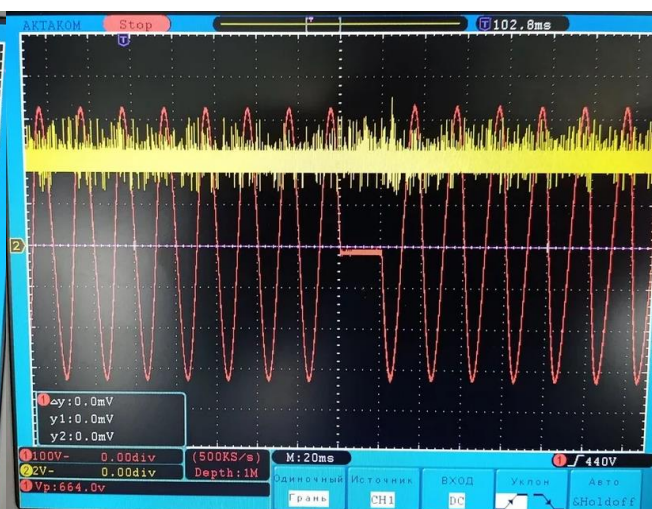 AKTAKOM Stop T 102.8ms
T
2
1 △y:0.0mV
y1:0.0mV
y2:0.0mV
1 100V- 0.00div (500KS/s) M:20ms 1 440V
2 2V- 0.00div Depth:1M
1 Vp:664.0v
Одиночный Источник ВХОД Уклон Авто
Грань CH1 DC &Holdoff